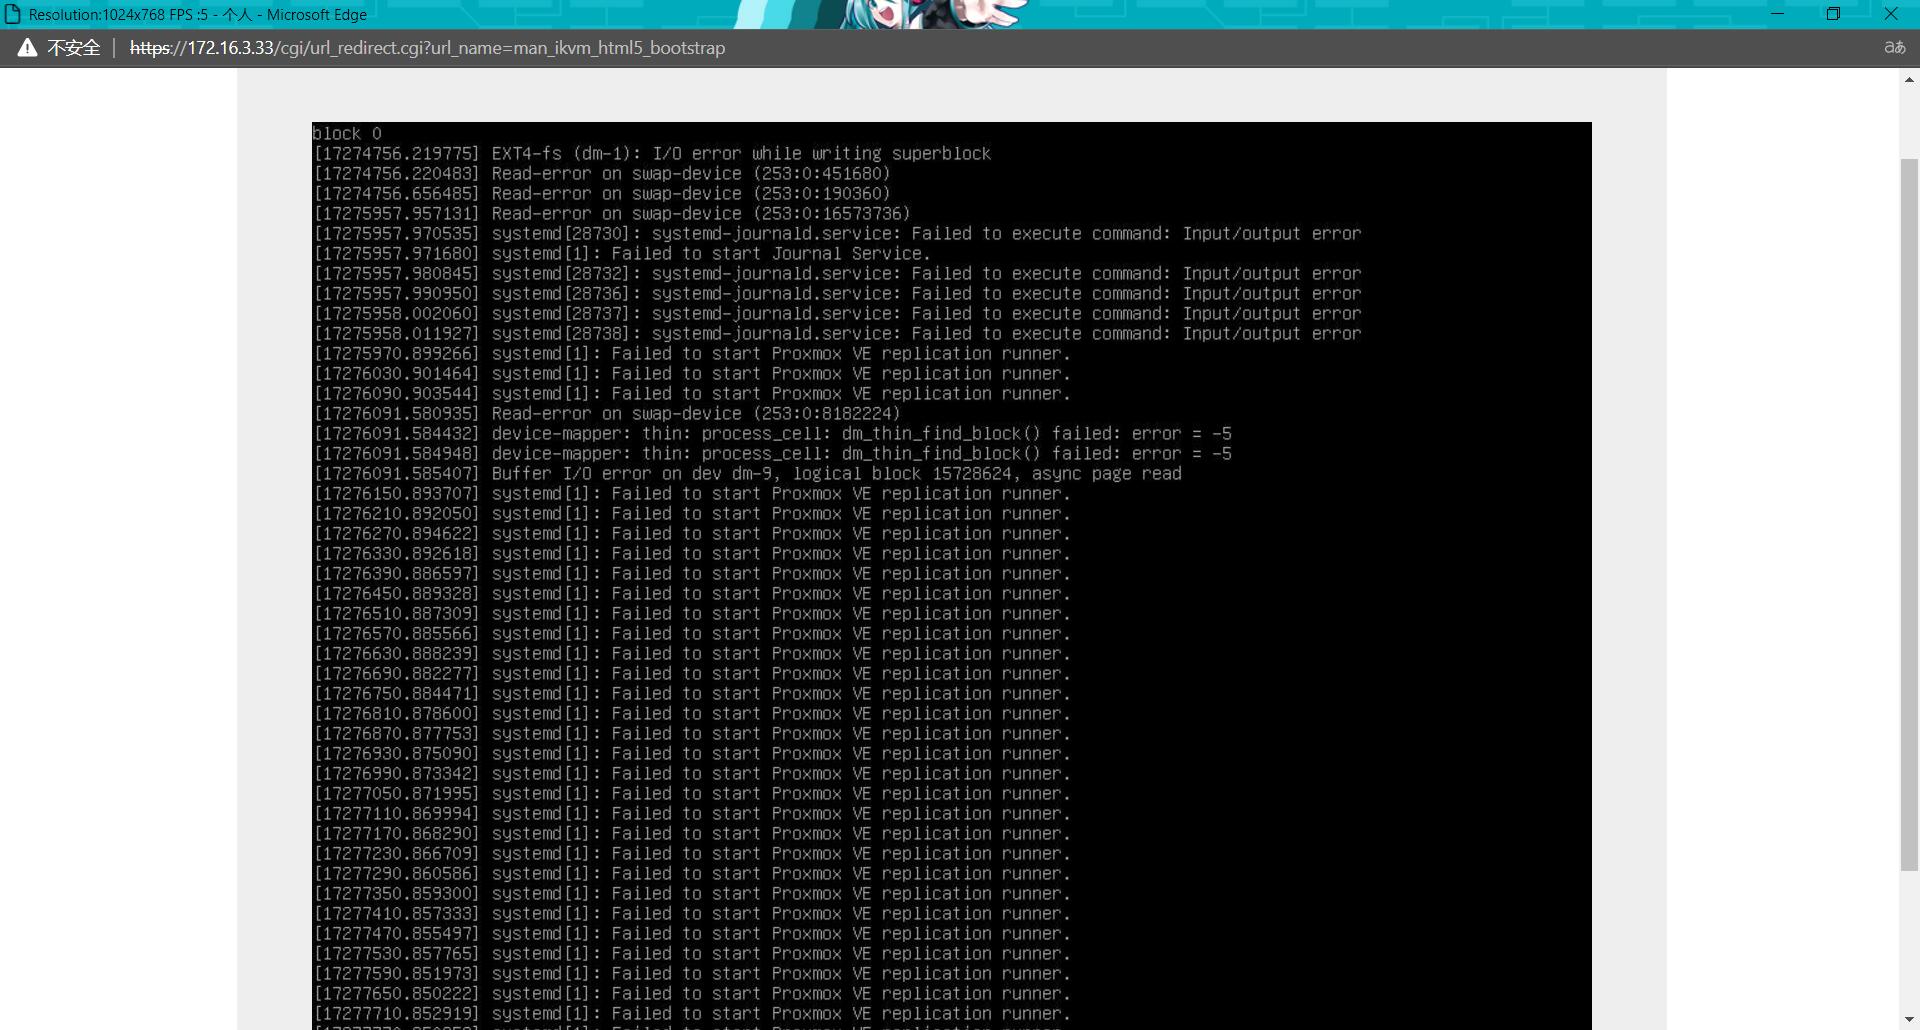 Resolution:1024x768 FPS :5 - 个人 - Microsoft Edge
不安全 | https://172.16.3.33/cgi/url_redirect.cgi?url_name=man_ikvm_html5_bootstrap
aあ
block 0
[17274756.219775] EXT4-fs (dm-1): I/O error while writing superblock
[17274756.220483] Read-error on swap-device (253:0:451680)
[17274756.656485] Read-error on swap-device (253:0:190360)
[17275957.957131] Read-error on swap-device (253:0:16573736)
[17275957.970535] systemd[28730]: systemd-journald.service: Failed to execute command: Input/output error
[17275957.971680] systemd[1]: Failed to start Journal Service.
[17275957.980845] systemd[28732]: systemd-journald.service: Failed to execute command: Input/output error
[17275957.990950] systemd[28736]: systemd-journald.service: Failed to execute command: Input/output error
[17275958.002060] systemd[28737]: systemd-journald.service: Failed to execute command: Input/output error
[17275958.011927] systemd[28738]: systemd-journald.service: Failed to execute command: Input/output error
[17275970.899266] systemd[1]: Failed to start Proxmox VE replication runner.
[17276030.901464] systemd[1]: Failed to start Proxmox VE replication runner.
[17276090.903544] systemd[1]: Failed to start Proxmox VE replication runner.
[17276091.580935] Read-error on swap-device (253:0:8182224)
[17276091.584432] device-mapper: thin: process_cell: dm_thin_find_block() failed: error = -5
[17276091.584948] device-mapper: thin: process_cell: dm_thin_find_block() failed: error = -5
[17276091.585407] Buffer I/O error on dev dm-9, logical block 15728624, async page read
[17276150.893707] systemd[1]: Failed to start Proxmox VE replication runner.
[17276210.892050] systemd[1]: Failed to start Proxmox VE replication runner.
[17276270.894622] systemd[1]: Failed to start Proxmox VE replication runner.
[17276330.892618] systemd[1]: Failed to start Proxmox VE replication runner.
[17276390.886597] systemd[1]: Failed to start Proxmox VE replication runner.
[17276450.889328] systemd[1]: Failed to start Proxmox VE replication runner.
[17276510.887309] systemd[1]: Failed to start Proxmox VE replication runner.
[17276570.885566] systemd[1]: Failed to start Proxmox VE replication runner.
[17276630.888239] systemd[1]: Failed to start Proxmox VE replication runner.
[17276690.882277] systemd[1]: Failed to start Proxmox VE replication runner.
[17276750.884471] systemd[1]: Failed to start Proxmox VE replication runner.
[17276810.878600] systemd[1]: Failed to start Proxmox VE replication runner.
[17276870.877753] systemd[1]: Failed to start Proxmox VE replication runner.
[17276930.875090] systemd[1]: Failed to start Proxmox VE replication runner.
[17276990.873342] systemd[1]: Failed to start Proxmox VE replication runner.
[17277050.871995] systemd[1]: Failed to start Proxmox VE replication runner.
[17277110.869994] systemd[1]: Failed to start Proxmox VE replication runner.
[17277170.868290] systemd[1]: Failed to start Proxmox VE replication runner.
[17277230.866709] systemd[1]: Failed to start Proxmox VE replication runner.
[17277290.860586] systemd[1]: Failed to start Proxmox VE replication runner.
[17277350.859300] systemd[1]: Failed to start Proxmox VE replication runner.
[17277410.857333] systemd[1]: Failed to start Proxmox VE replication runner.
[17277470.855497] systemd[1]: Failed to start Proxmox VE replication runner.
[17277530.857765] systemd[1]: Failed to start Proxmox VE replication runner.
[17277590.851973] systemd[1]: Failed to start Proxmox VE replication runner.
[17277650.850222] systemd[1]: Failed to start Proxmox VE replication runner.
[17277710.852919] systemd[1]: Failed to start Proxmox VE replication runner.